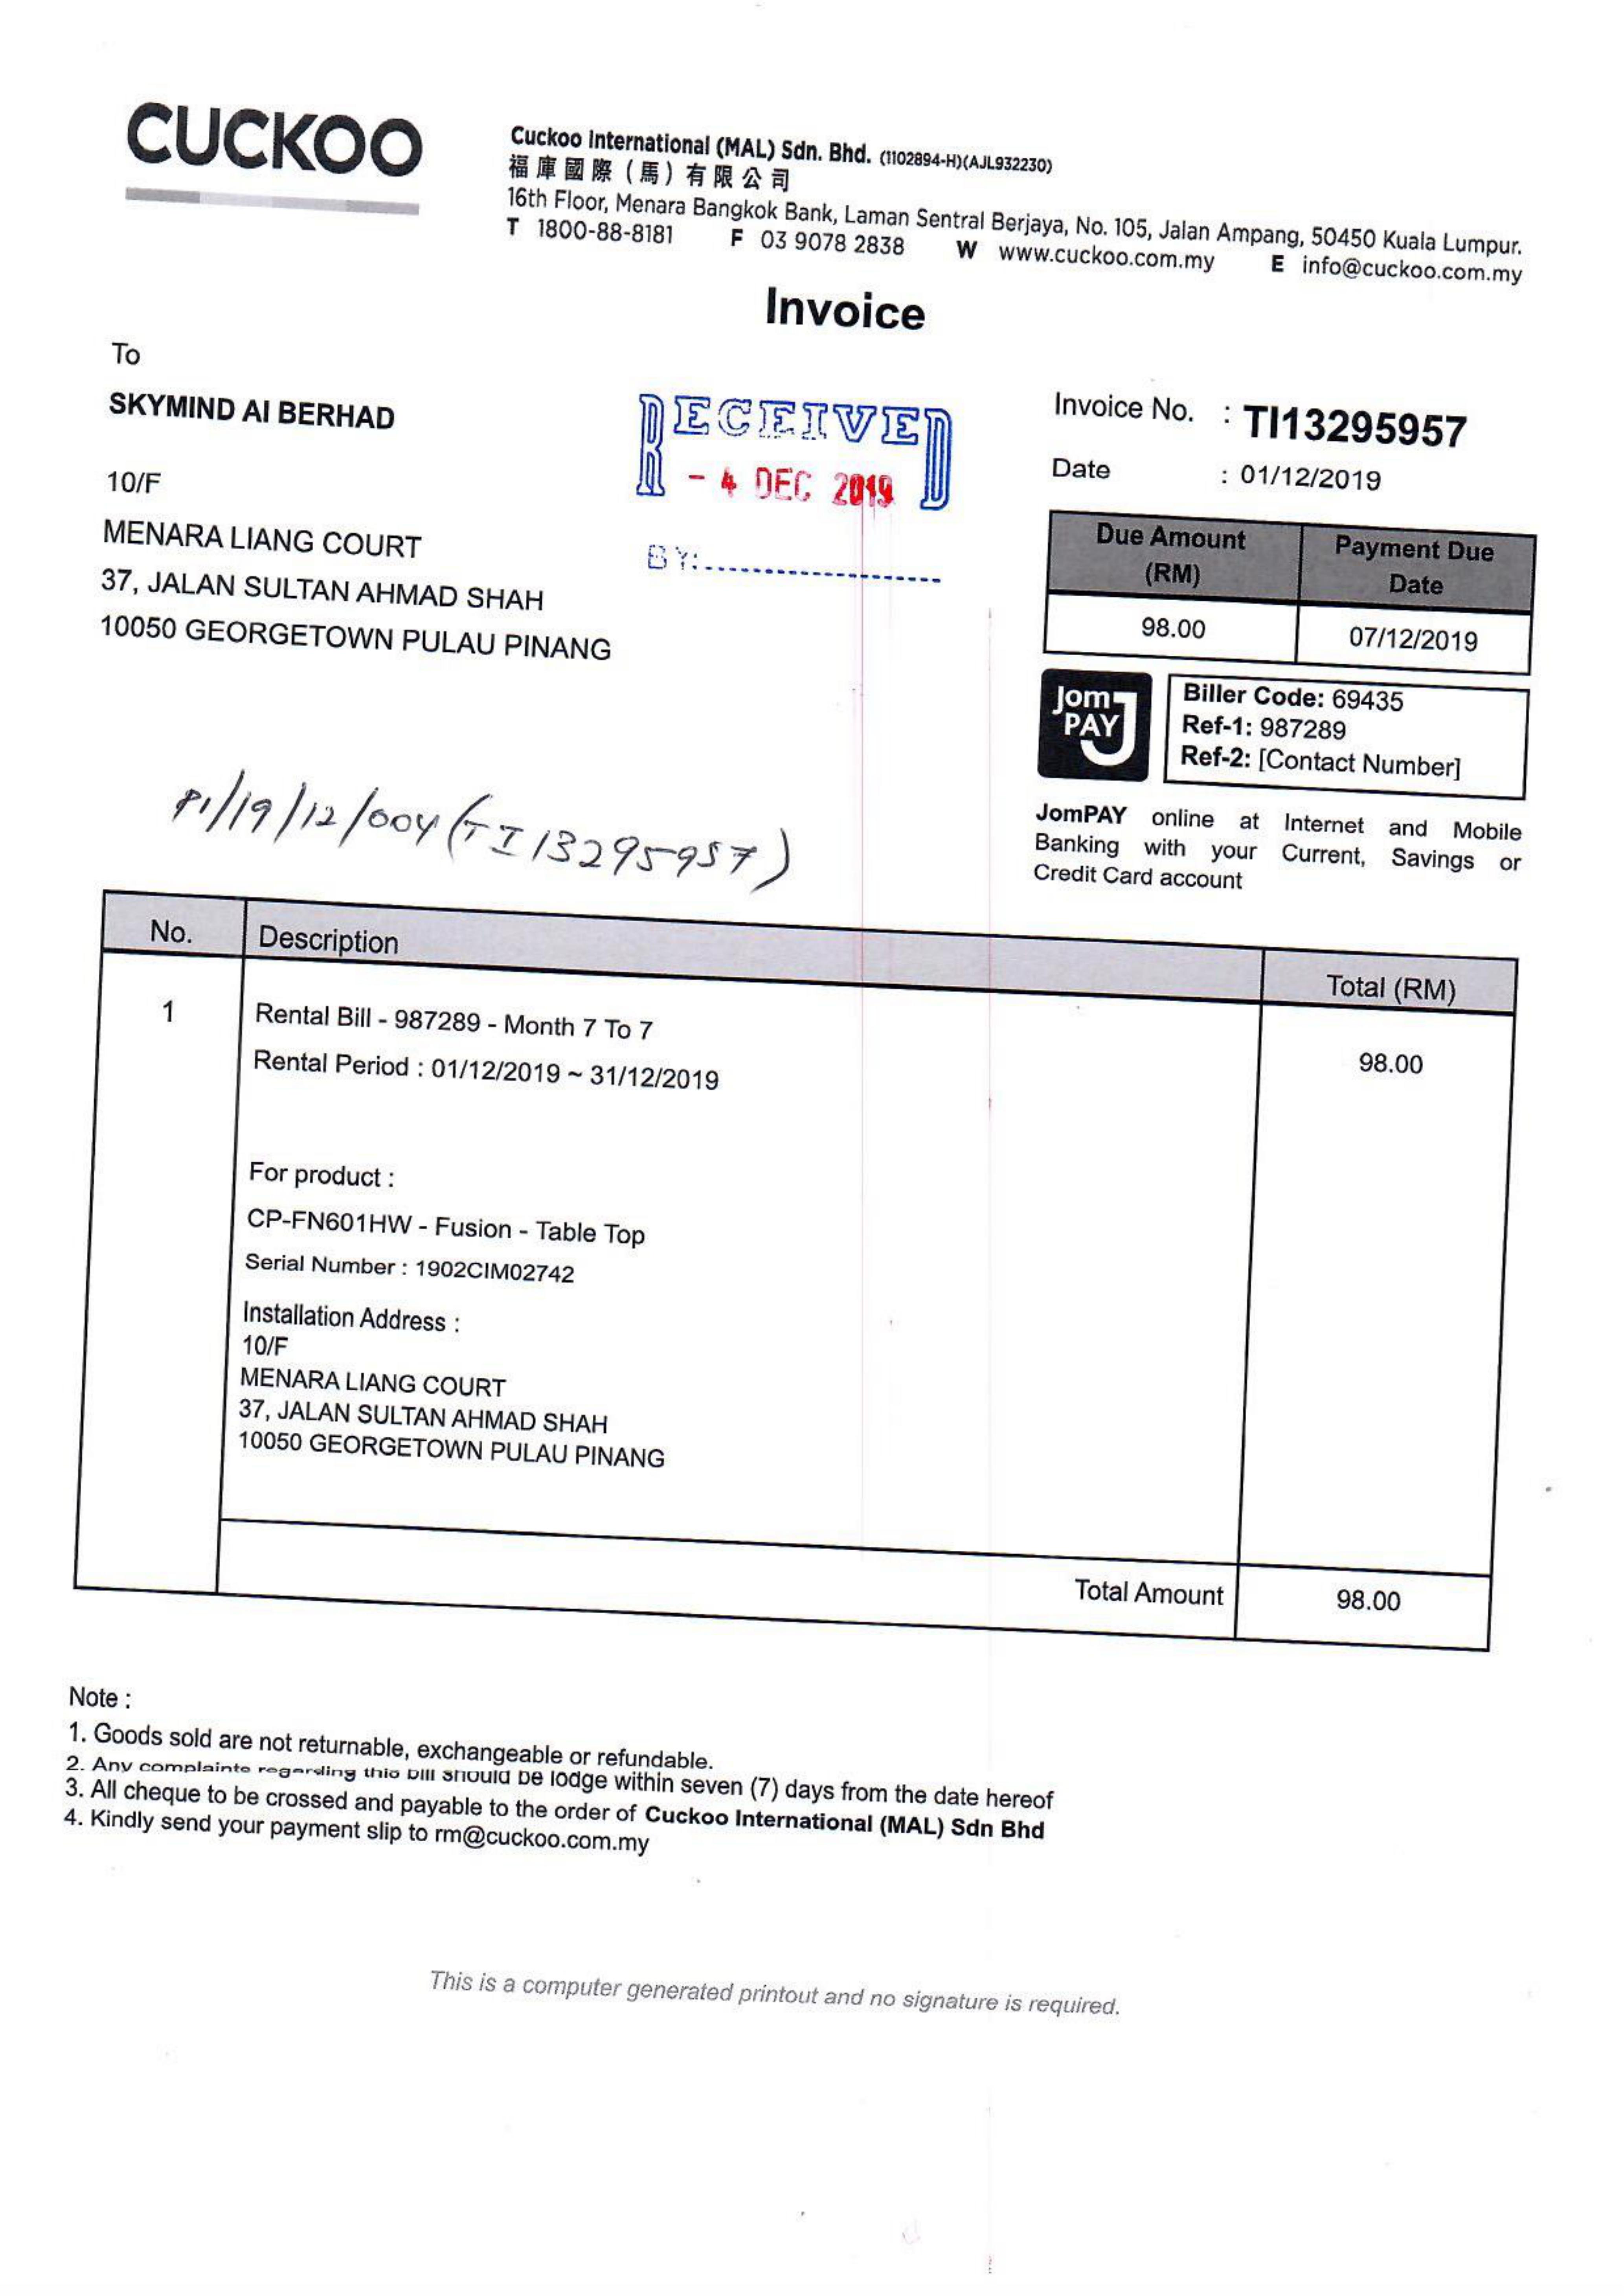 CUCKOO
Cuckoo International (MAL) Sdn. Bhd. (1102894-H)(AJL932230)
福庫國際(馬)有限公司
16th Floor, Menara Bangkok Bank, Laman Sentral Berjaya, No. 105, Jalan Ampang, 50450 Kuala Lumpur.
T 1800-88-8181 F 03 9078 2838 W www.cuckoo.com.my E info@cuckoo.com.my
Invoice
To
SKYMIND AI BERHAD
10/F
MENARA LIANG COURT
37, JALAN SULTAN AHMAD SHAH
10050 GEORGETOWN PULAU PINANG
RECEIVED
- 4 DEC 2019
BY:
Invoice No. : TI13295957
Date : 01/12/2019
Due Amount (RM) Payment Due Date
98.00 07/12/2019
Jom PAY
Biller Code: 69435
Ref-1: 987289
Ref-2: [Contact Number]
JomPAY online at Internet and Mobile
Banking with your Current, Savings or
Credit Card account
PI/19/12/004 (TI13295957)
No. Description Total (RM)
1 Rental Bill - 987289 - Month 7 To 7 98.00
Rental Period : 01/12/2019 ~ 31/12/2019
For product :
CP-FN601HW - Fusion - Table Top
Serial Number : 1902CIM02742
Installation Address :
10/F
MENARA LIANG COURT
37, JALAN SULTAN AHMAD SHAH
10050 GEORGETOWN PULAU PINANG
Total Amount 98.00
Note :
1. Goods sold are not returnable, exchangeable or refundable.
2. Any complaints regarding this bill should be lodge within seven (7) days from the date hereof
3. All cheque to be crossed and payable to the order of Cuckoo International (MAL) Sdn Bhd
4. Kindly send your payment slip to rm@cuckoo.com.my
This is a computer generated printout and no signature is required.